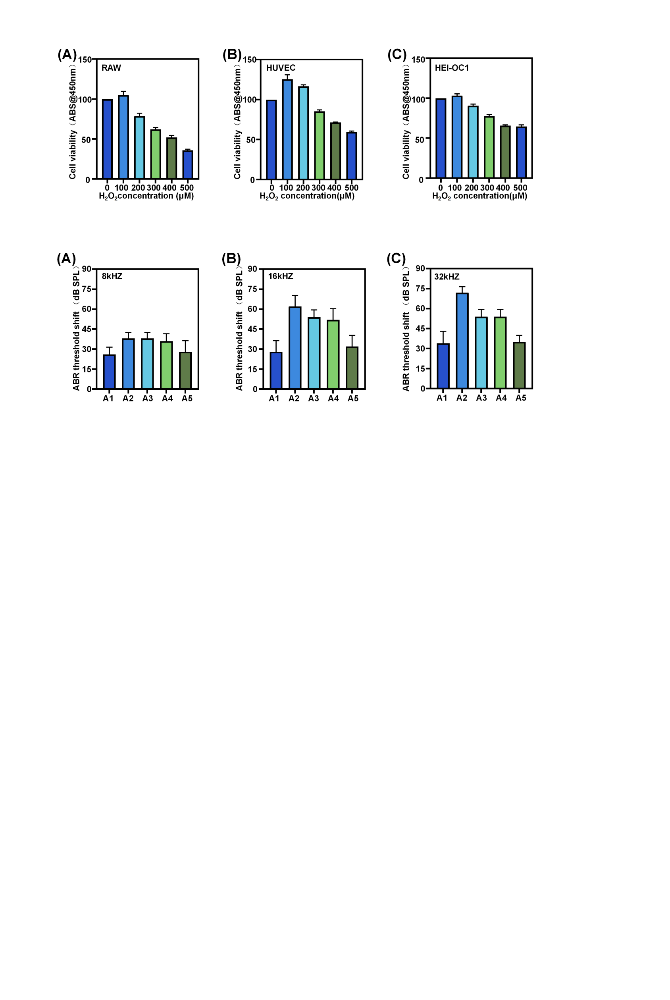 (A)
RAW
Cell viability（ABS@450nm）
150
100
50
0
0 100 200 300 400 500
H₂O₂concentration (μM)
(B)
HUVEC
Cell viability（ABS@450nm）
150
100
50
0
0 100 200 300 400 500
H₂O₂ concentration(μM)
(C)
HEI-OC1
Cell viability（ABS@450nm）
150
100
50
0
0 100 200 300 400 500
H₂O₂ concentration(μM)
(A)
8kHZ
ABR threshold shift（dB SPL）
90
75
60
45
30
15
0
A1 A2 A3 A4 A5
(B)
16kHZ
ABR threshold shift（dB SPL）
90
75
60
45
30
15
0
A1 A2 A3 A4 A5
(C)
32kHZ
ABR threshold shift（dB SPL）
90
75
60
45
30
15
0
A1 A2 A3 A4 A5